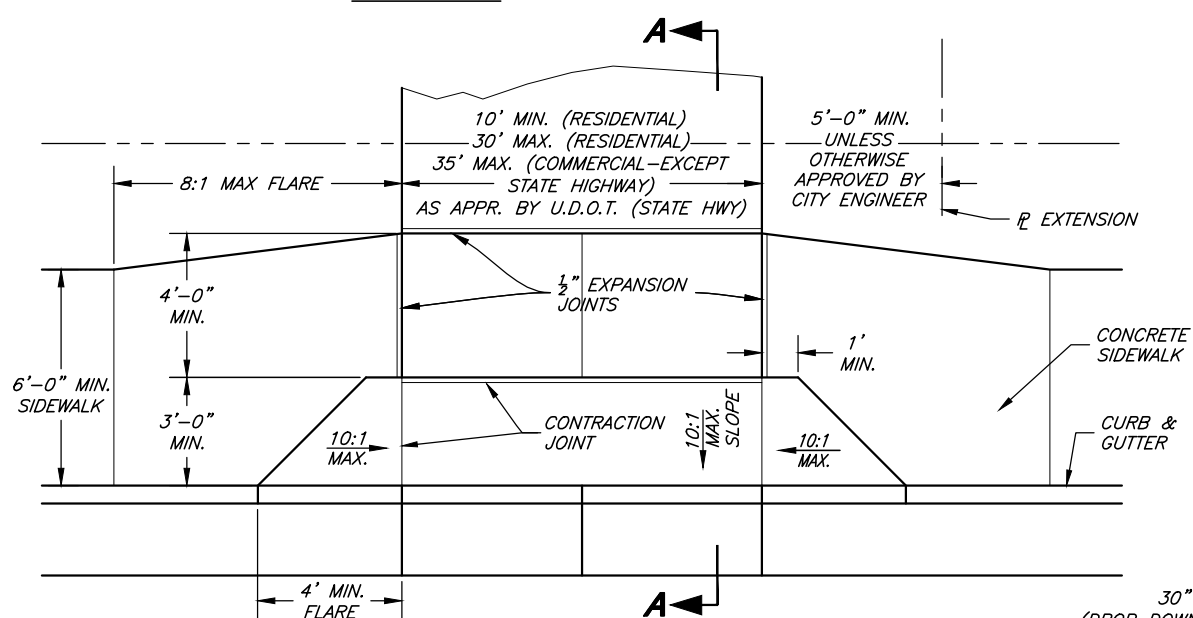 A
10' MIN. (RESIDENTIAL)
30' MAX. (RESIDENTIAL)
35' MAX. (COMMERCIAL-EXCEPT
STATE HIGHWAY)
AS APPR. BY U.D.O.T. (STATE HWY)
5'-0" MIN.
UNLESS
OTHERWISE
APPROVED BY
CITY ENGINEER
8:1 MAX FLARE
PL EXTENSION
4'-0"
MIN.
1/2" EXPANSION
JOINTS
1'
MIN.
CONCRETE
SIDEWALK
6'-0" MIN.
SIDEWALK
3'-0"
MIN.
10:1
MAX.
CONTRACTION
JOINT
10:1
MAX.
SLOPE
10:1
MAX.
CURB &
GUTTER
4' MIN.
FLARE
A
30"
(DROP DOWN